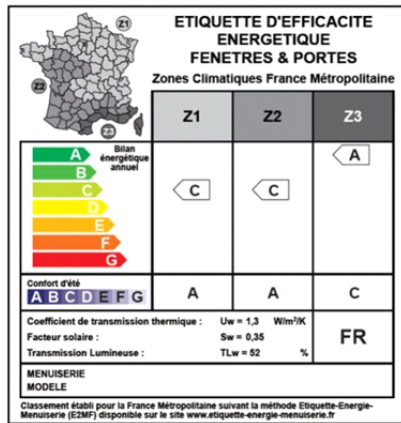 Z1
Z2
Z3
ETIQUETTE D'EFFICACITE
ENERGETIQUE
FENETRES & PORTES
Zones Climatiques France Métropolitaine
Z1 Z2 Z3
Bilan
énergétique
annuel
A
B
C
D
E
F
G
C C A
Confort d'été
A B C D E F G
A A C
Coefficient de transmission thermique : Uw = 1,3 W/m²/K
Facteur solaire : Sw = 0,35
Transmission Lumineuse : TLw = 52 %
FR
MENUISERIE
MODELE
Classement établi pour la France Métropolitaine suivant la méthode Etiquette-Energie-
Menuiserie (E2MF) disponible sur le site www.etiquette-energie-menuiserie.fr